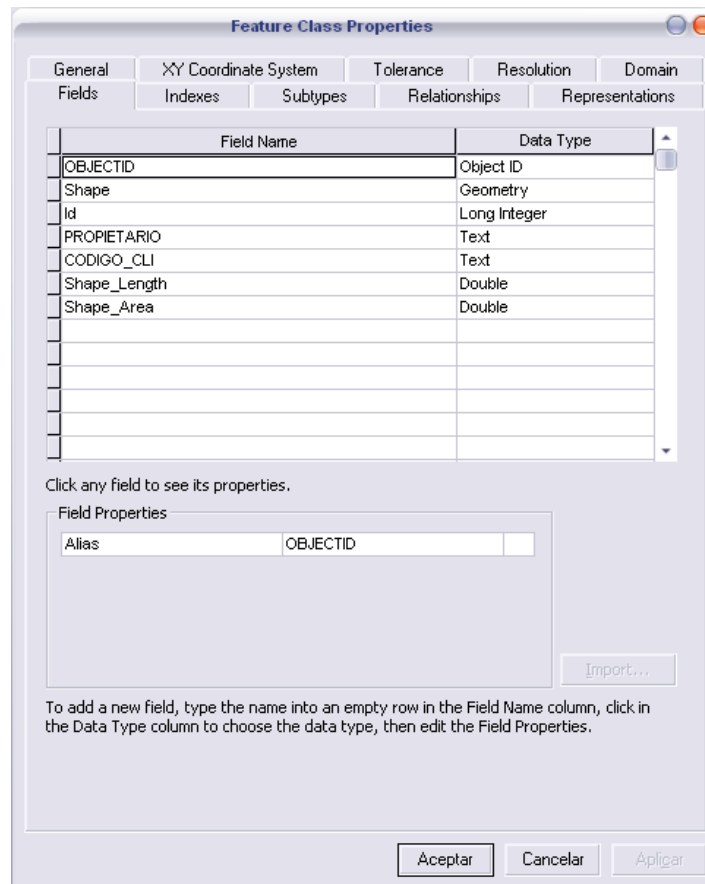 Feature Class Properties
General XY Coordinate System Tolerance Resolution Domain
Fields Indexes Subtypes Relationships Representations
Field Name Data Type
OBJECTID Object ID
Shape Geometry
Id Long Integer
PROPIETARIO Text
CODIGO_CLI Text
Shape_Length Double
Shape_Area Double
Click any field to see its properties.
Field Properties
Alias OBJECTID
Import...
To add a new field, type the name into an empty row in the Field Name column, click in
the Data Type column to choose the data type, then edit the Field Properties.
Aceptar Cancelar Aplicar